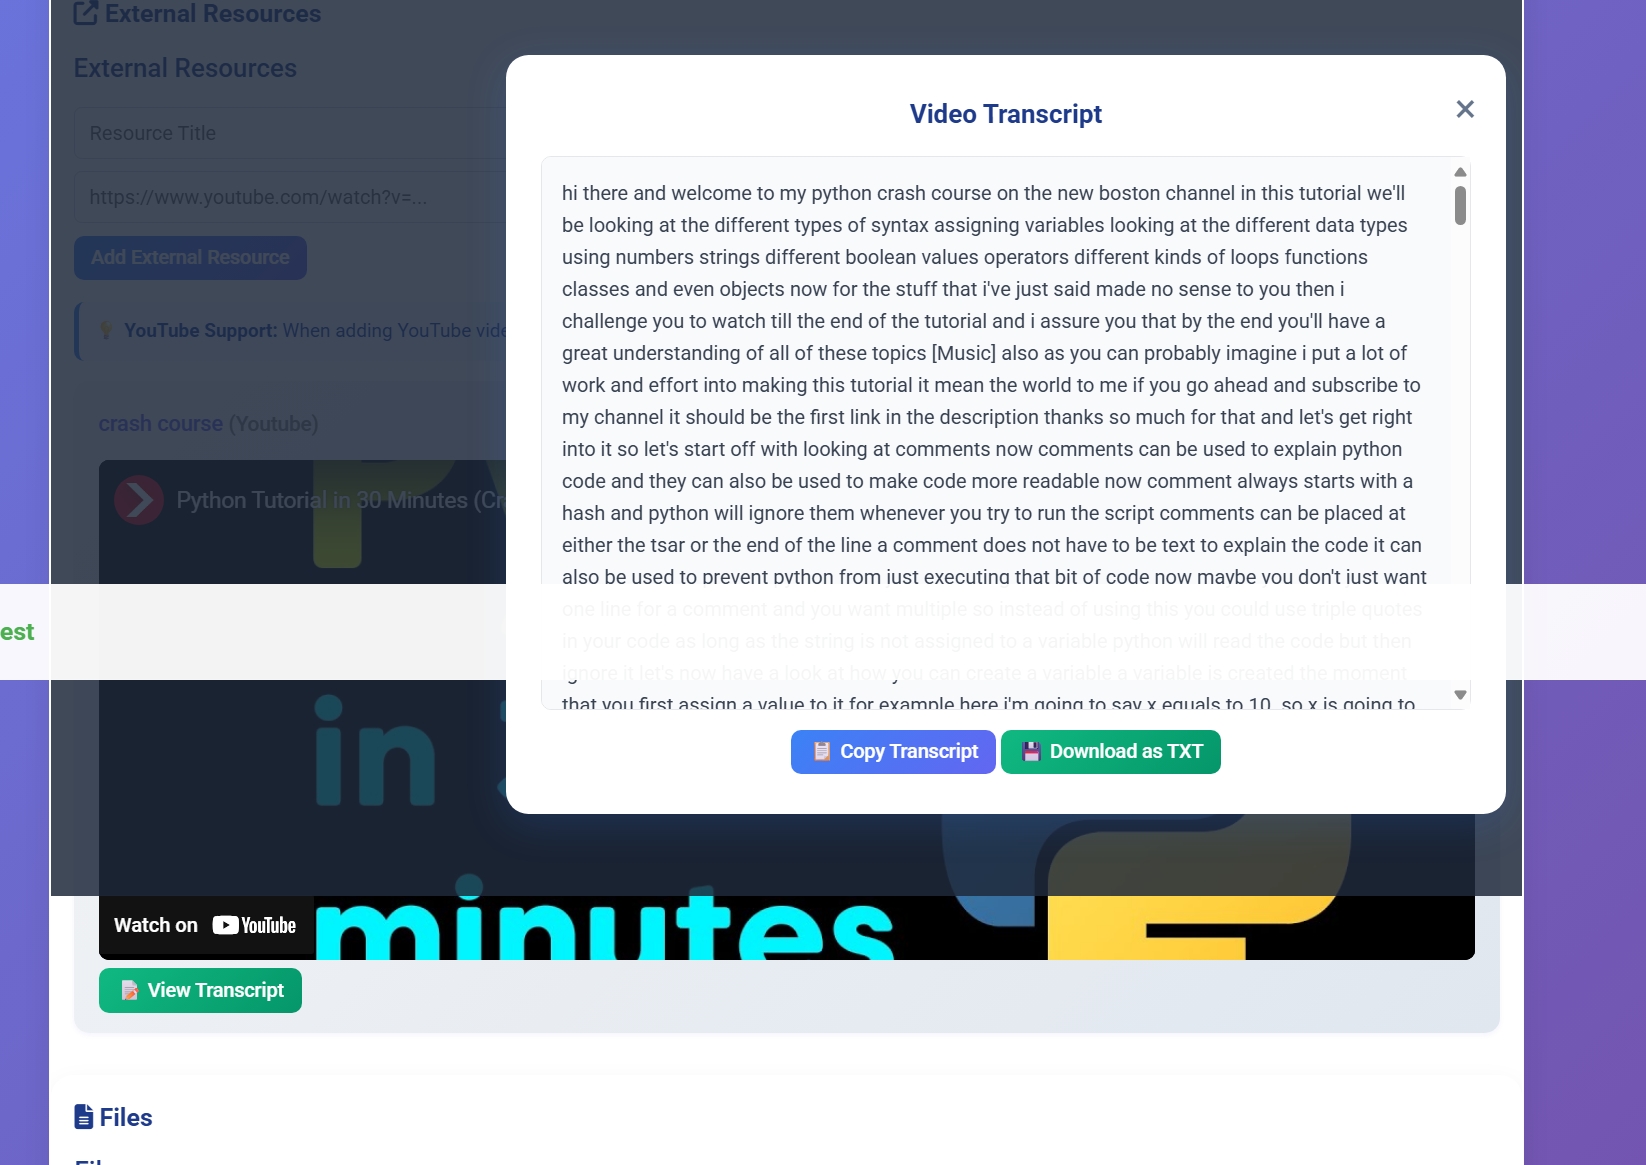 External Resources
External Resources
Resource Title
https://www.youtube.com/watch?v=...
Add External Resource
YouTube Support: When adding YouTube vide
crash course (Youtube)
Python Tutorial in 30 Minutes (Cr
Video Transcript
hi there and welcome to my python crash course on the new boston channel in this tutorial we'll
be looking at the different types of syntax assigning variables looking at the different data types
using numbers strings different boolean values operators different kinds of loops functions
classes and even objects now for the stuff that i've just said made no sense to you then i
challenge you to watch till the end of the tutorial and i assure you that by the end you'll have a
great understanding of all of these topics [Music] also as you can probably imagine i put a lot of
work and effort into making this tutorial it mean the world to me if you go ahead and subscribe to
my channel it should be the first link in the description thanks so much for that and let's get right
into it so let's start off with looking at comments now comments can be used to explain python
code and they can also be used to make code more readable now comment always starts with a
hash and python will ignore them whenever you try to run the script comments can be placed at
either the tsar or the end of the line a comment does not have to be text to explain the code it can
also be used to prevent python from just executing that bit of code now maybe you don't just want
one line for a comment and you want multiple so instead of using this you could use triple quotes
in your code as long as the string is not assigned to a variable python will read the code but then
ignore it let's now have a look at how you can create a variable a variable is created the moment
that you first assign a value to it for example here i'm going to say x equals to 10. so x is going to
Copy Transcript
Download as TXT
est
in
minutes
Watch on YouTube
View Transcript
Files